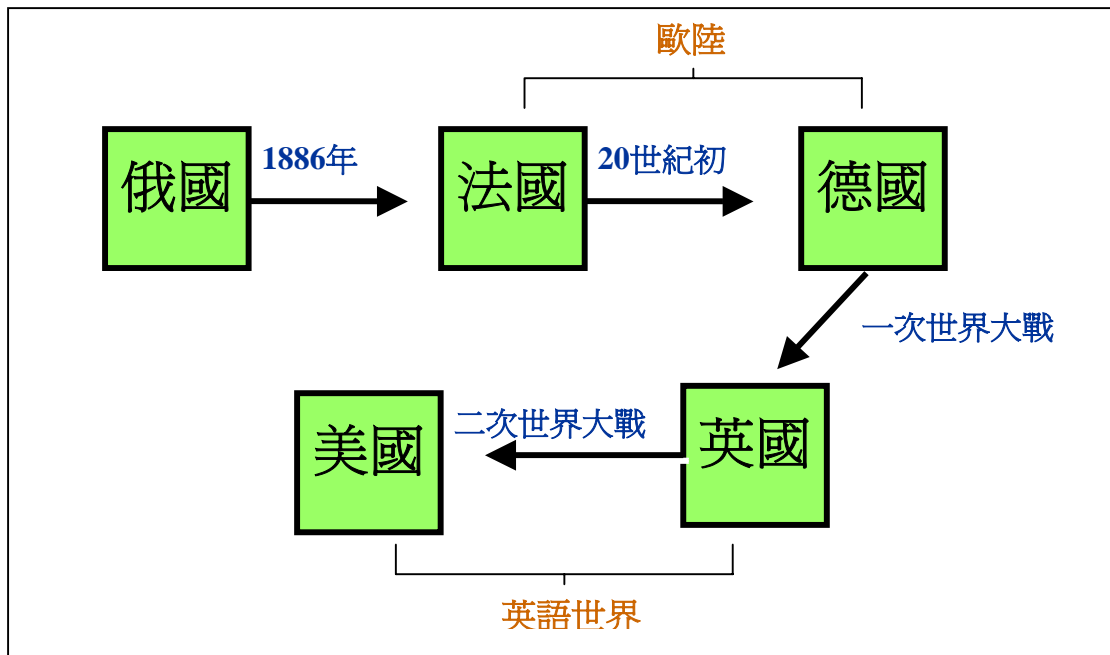 歐陸
俄國
1886年
法國
20世紀初
德國
一次世界大戰
英國
二次世界大戰
美國
英語世界